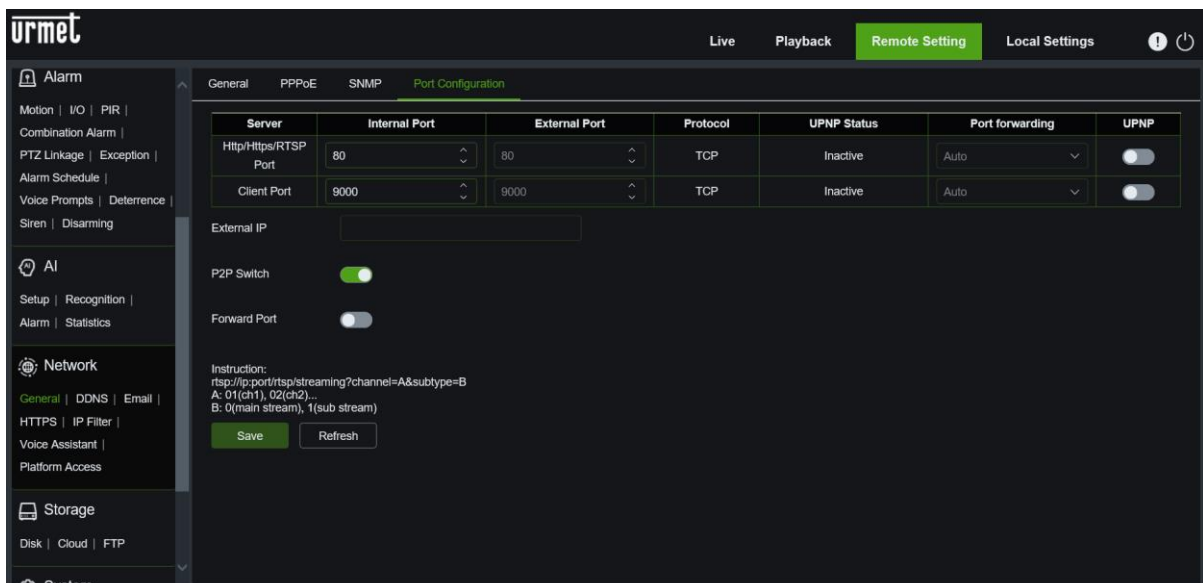 urmet
Live Playback Remote Setting Local Settings
Alarm
Motion | I/O | PIR |
Combination Alarm |
PTZ Linkage | Exception |
Alarm Schedule |
Voice Prompts | Deterrence |
Siren | Disarming
AI
Setup | Recognition |
Alarm | Statistics
Network
General | DDNS | Email |
HTTPS | IP Filter |
Voice Assistant |
Platform Access
Storage
Disk | Cloud | FTP
General PPPoE SNMP Port Configuration
Server Internal Port External Port Protocol UPNP Status Port forwarding UPNP
Http/Https/RTSP
Port 80 80 TCP Inactive Auto
Client Port 9000 9000 TCP Inactive Auto
External IP
P2P Switch
Forward Port
Instruction:
rtsp://ip:port/rtsp/streaming?channel=A&subtype=B
A: 01(ch1), 02(ch2)...
B: 0(main stream), 1(sub stream)
Save Refresh